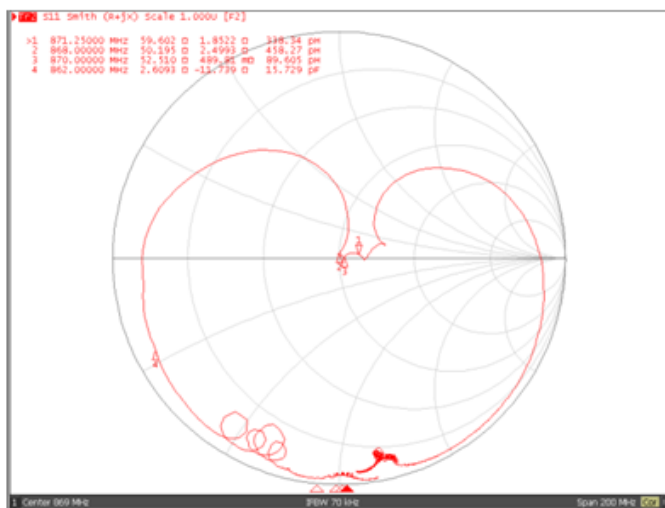 S11 Smith (R+jX) Scale 1.000U [F2]
>1 871.25000 MHz 59.602 Ω 1.8522 Ω 338.34 pH
2 868.00000 MHz 50.195 Ω 2.4993 Ω 458.27 pH
3 870.00000 MHz 52.510 Ω 489.81 mΩ 89.605 pH
4 862.00000 MHz 2.6093 Ω -11.739 Ω 15.729 pF
1 Center 869 MHz IFBW 70 kHz Span 200 MHz Cor